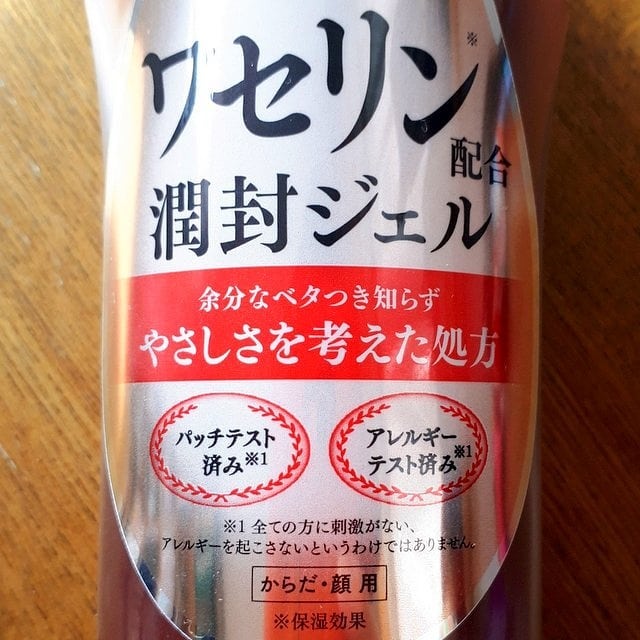 ワセリン※
配合
潤封ジェル
余分なベタつき知らず
やさしさを考えた処方
パッチテスト
済み※1
アレルギー
テスト済み※1
※1 全ての方に刺激がない、
アレルギーを起こさないというわけではありません。
からだ・顔 用
※保湿効果